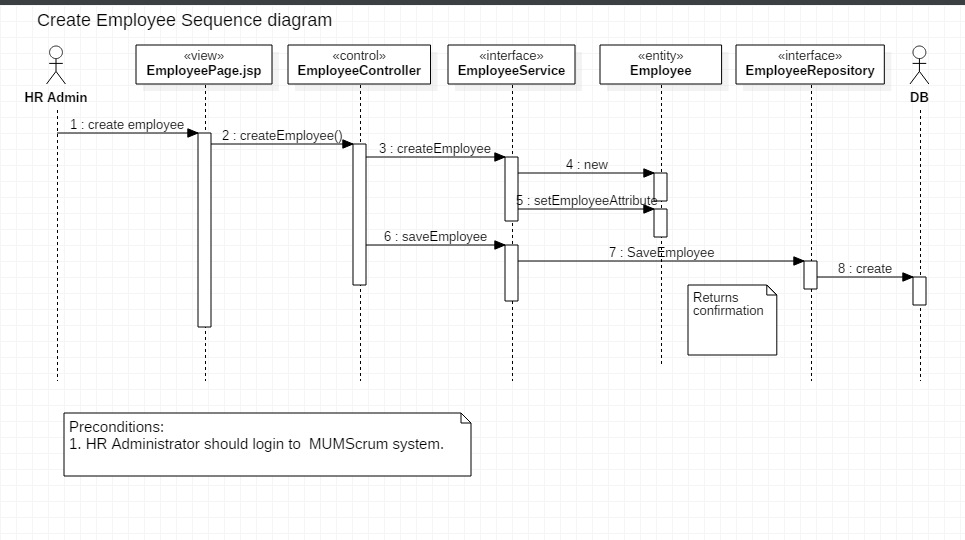 Create Employee Sequence diagram
HR Admin
«view»
EmployeePage.jsp
«control»
EmployeeController
«interface»
EmployeeService
«entity»
Employee
«interface»
EmployeeRepository
DB
1 : create employee
2 : createEmployee()
3 : createEmployee
4 : new
5 : setEmployeeAttribute
6 : saveEmployee
7 : SaveEmployee
8 : create
Returns
confirmation
Preconditions:
1. HR Administrator should login to  MUMScrum system.